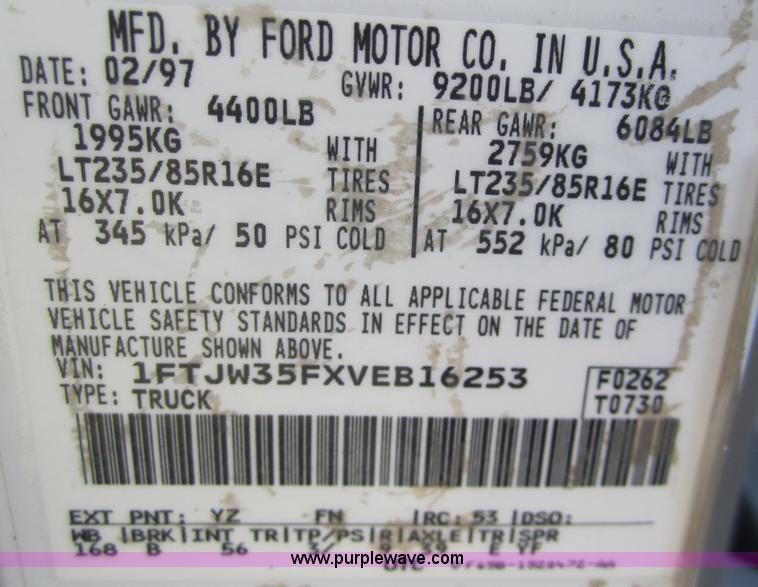 MFD. BY FORD MOTOR CO. IN U.S.A.
DATE: 02/97 GVWR: 9200LB/ 4173KG
FRONT GAWR: 4400LB REAR GAWR: 6084LB
1995KG WITH 2759KG WITH
LT235/85R16E TIRES LT235/85R16E TIRES
16X7.0K RIMS 16X7.0K RIMS
AT 345 kPa/ 50 PSI COLD AT 552 kPa/ 80 PSI COLD
THIS VEHICLE CONFORMS TO ALL APPLICABLE FEDERAL MOTOR
VEHICLE SAFETY STANDARDS IN EFFECT ON THE DATE OF
MANUFACTURE SHOWN ABOVE.
VIN: 1FTJW35FXVEB16253 F0262
TYPE: TRUCK T0730
EXT PNT: YZ FN |RC: 53 |DSO:
WB |BRK|INT TR|TP/PS|R|AXLE|TR|SPR
168 B 56 E YF
www.purplewave.com